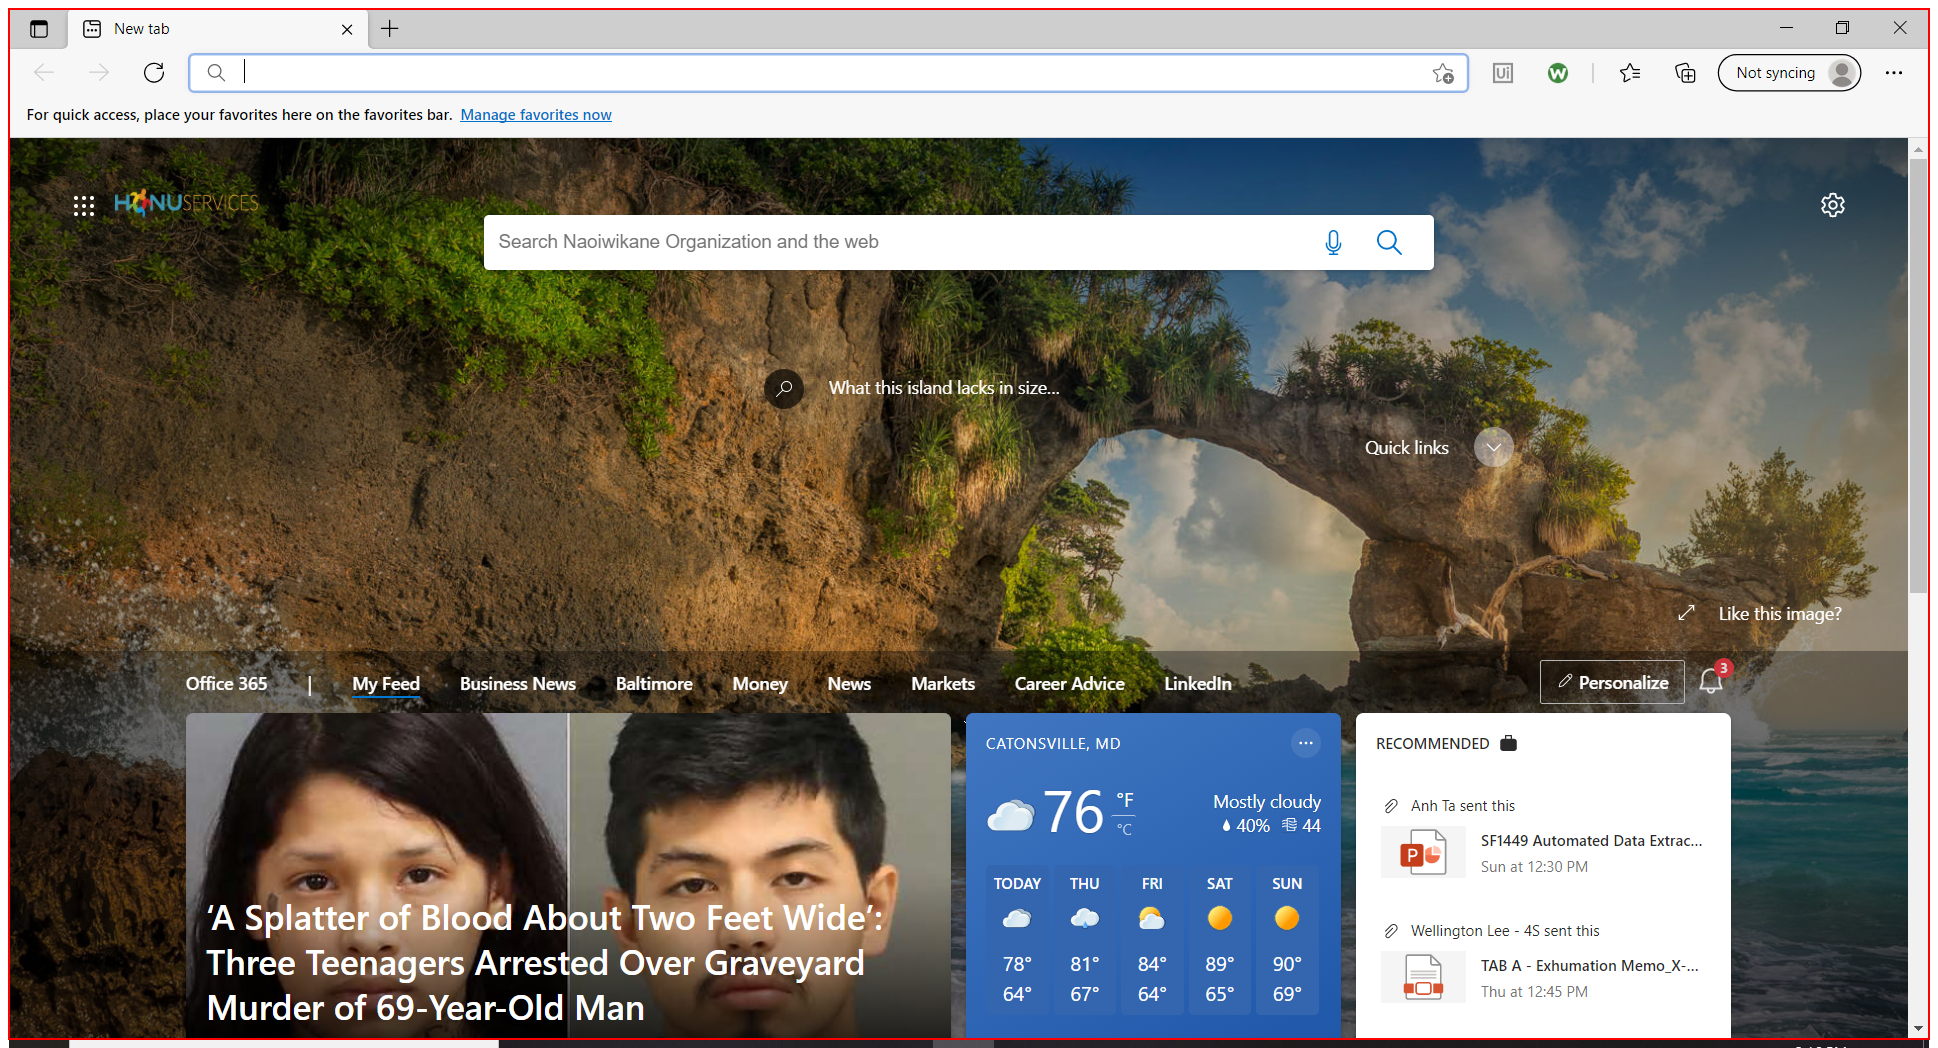 New tab
Ui
W
Not syncing
For quick access, place your favorites here on the favorites bar. Manage favorites now
HONUSERVICES
Search Naoiwikane Organization and the web
What this island lacks in size...
Quick links
Like this image?
Office 365 | My Feed Business News Baltimore Money News Markets Career Advice LinkedIn
Personalize
3
'A Splatter of Blood About Two Feet Wide':
Three Teenagers Arrested Over Graveyard
Murder of 69-Year-Old Man
CATONSVILLE, MD
76 °F
°C
Mostly cloudy
40% 44
TODAY THU FRI SAT SUN
78° 81° 84° 89° 90°
64° 67° 64° 65° 69°
RECOMMENDED
Anh Ta sent this
P
SF1449 Automated Data Extrac...
Sun at 12:30 PM
Wellington Lee - 4S sent this
TAB A - Exhumation Memo_X-...
Thu at 12:45 PM